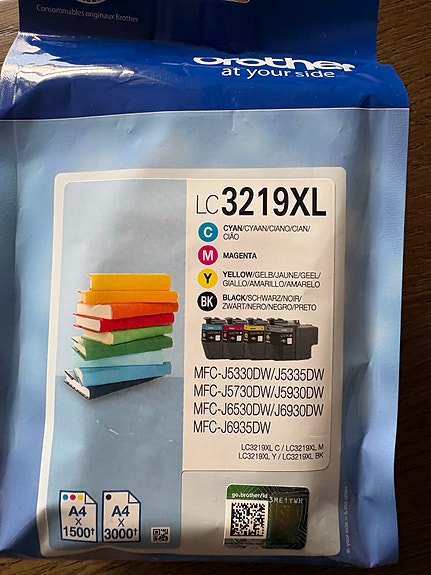 Consommables originaux Brother
brother
at your side
LC3219XL
C CYAN/CYAAN/CIANO/CIAN/
CIÃO
M MAGENTA
Y YELLOW/GELB/JAUNE/GEEL/
GIALLO/AMARILLO/AMARELO
BK BLACK/SCHWARZ/NOIR/
ZWART/NERO/NEGRO/PRETO
MFC-J5330DW/J5335DW
MFC-J5730DW/J5930DW
MFC-J6530DW/J6930DW
MFC-J6935DW
LC3219XL C / LC3219XL M
LC3219XL Y / LC3219XL BK
A4
x
1500†
A4
x
3000†
go.brother/id
3ME1YWH